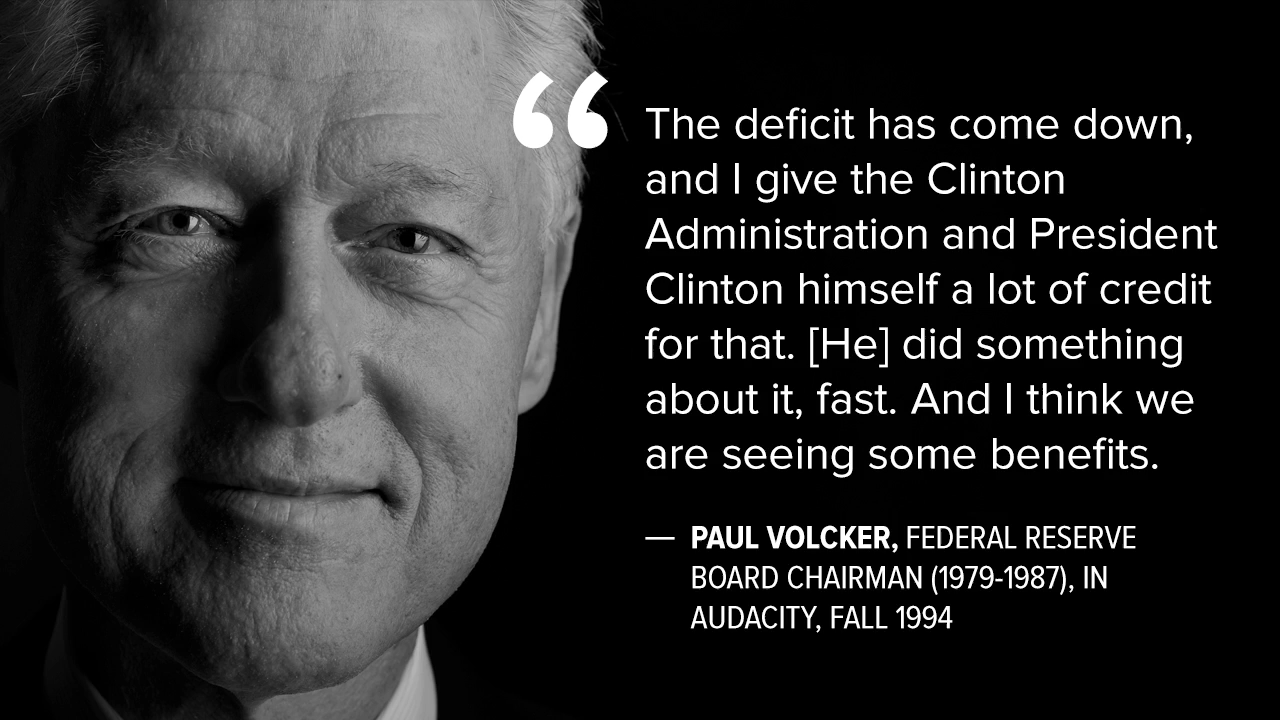 “
The deficit has come down,
and I give the Clinton
Administration and President
Clinton himself a lot of credit
for that. [He] did something
about it, fast. And I think we
are seeing some benefits.
— PAUL VOLCKER, FEDERAL RESERVE
BOARD CHAIRMAN (1979-1987), IN
AUDACITY, FALL 1994